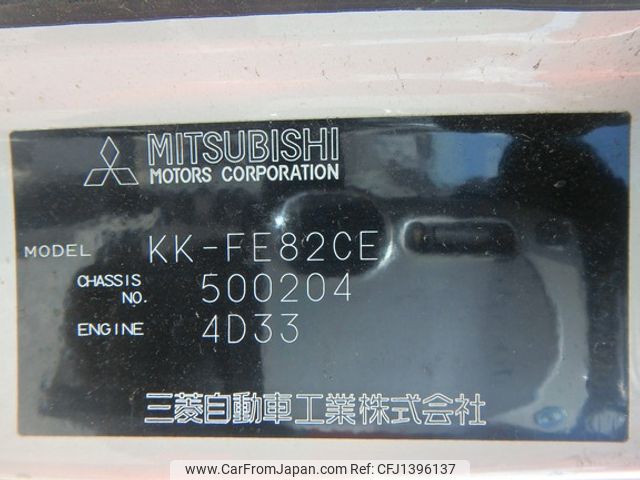 MITSUBISHI
MOTORS CORPORATION
MODEL KK-FE82CE
CHASSIS NO. 500204
ENGINE 4D33
三菱自動車工業株式会社
www.CarFromJapan.com CFJ1396137